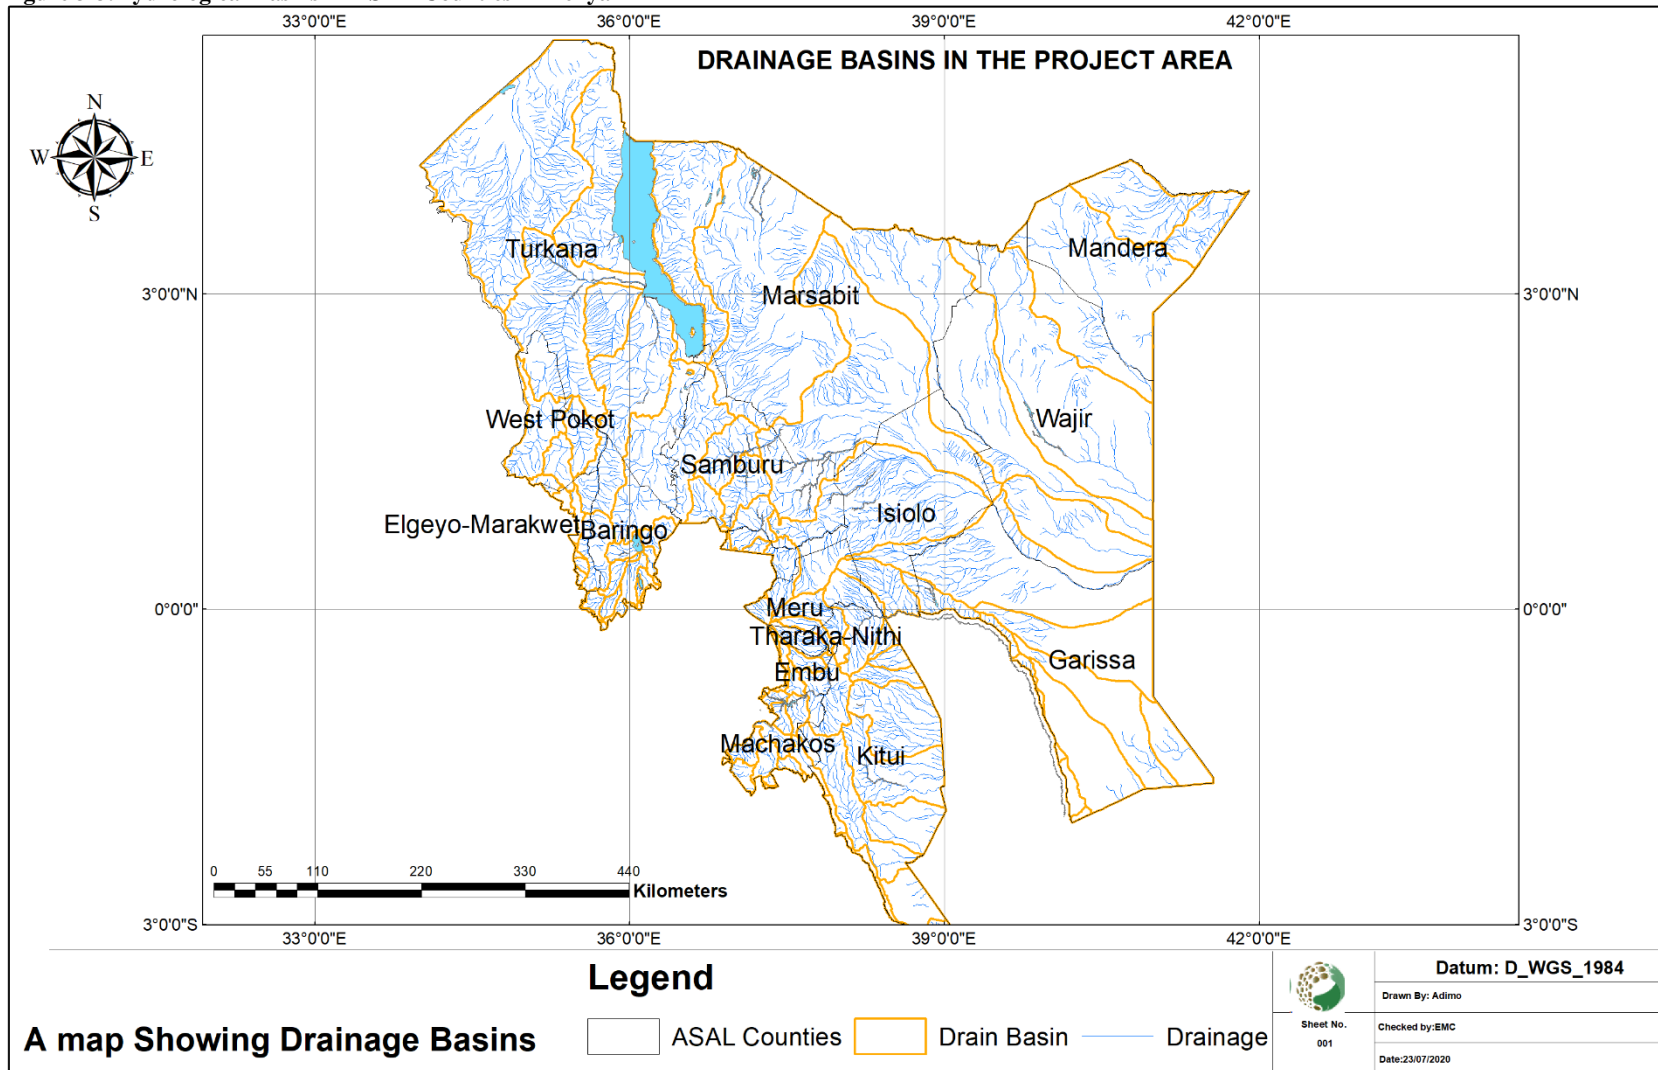 33°0'0"E 36°0'0"E 39°0'0"E 42°0'0"E
DRAINAGE BASINS IN THE PROJECT AREA
N
W E
S
Turkana
Mandera
Marsabit
3°0'0"N 3°0'0"N
West Pokot
Wajir
Samburu
Isiolo
Elgeyo-Marakwet
Baringo
Meru
0°0'0" 0°0'0"
Tharaka-Nithi
Garissa
Embu
Machakos
Kitui
0 55 110 220 330 440
Kilometers
3°0'0"S 3°0'0"S
33°0'0"E 36°0'0"E 39°0'0"E 42°0'0"E
Legend
A map Showing Drainage Basins
ASAL Counties
Drain Basin
Drainage
Sheet No.
001
Datum: D_WGS_1984
Drawn By: Adimo
Checked by:EMC
Date:23/07/2020